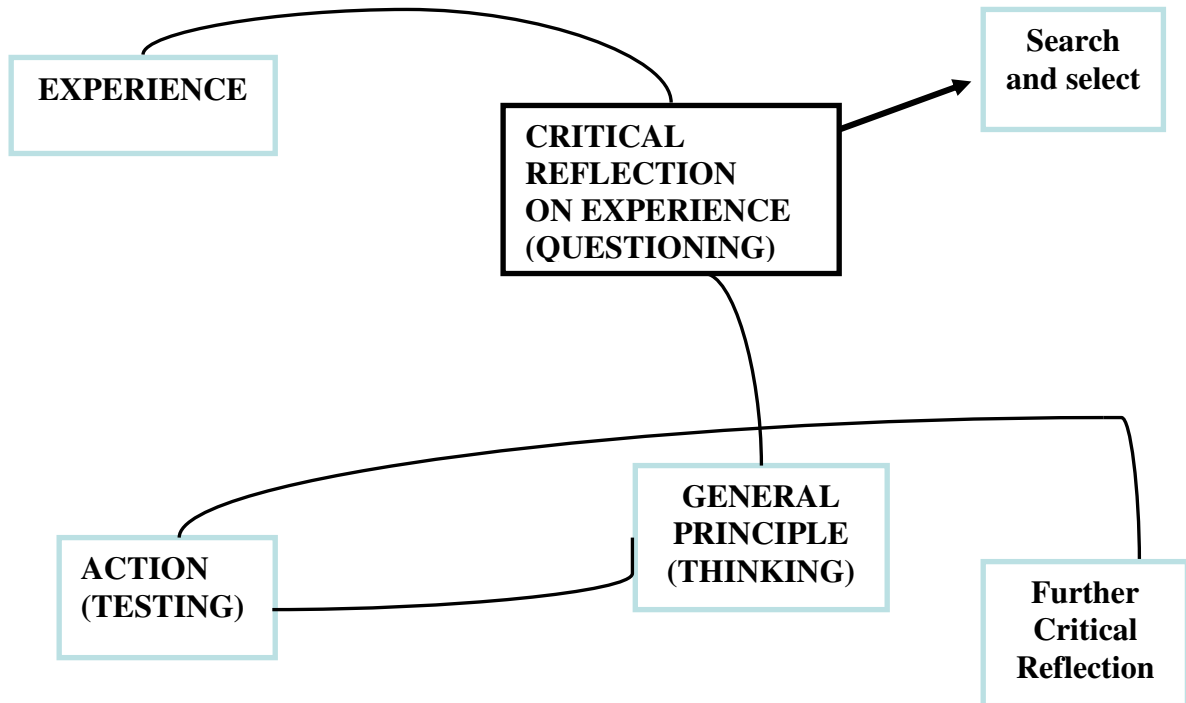 EXPERIENCE
Search
and select
CRITICAL
REFLECTION
ON EXPERIENCE
(QUESTIONING)
GENERAL
PRINCIPLE
(THINKING)
ACTION
(TESTING)
Further
Critical
Reflection